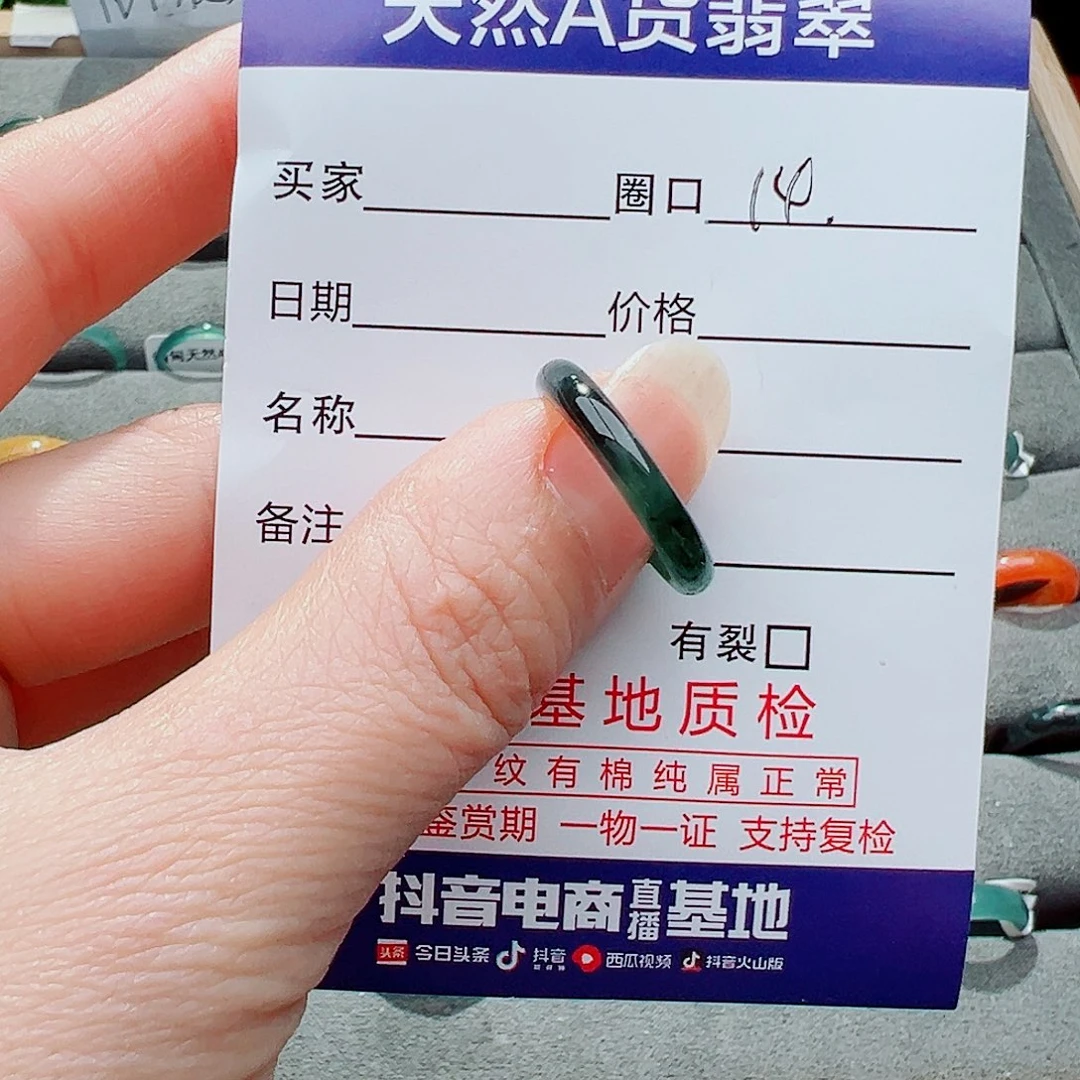 天然A货翡翠
买家 圈口 14.
日期 价格
名称
备注
有裂
基地质检
纹有棉纯属正常
鉴赏期 一物一证 支持复检
抖音电商直播基地
头条 今日头条 抖音 西瓜视频 抖音火山版